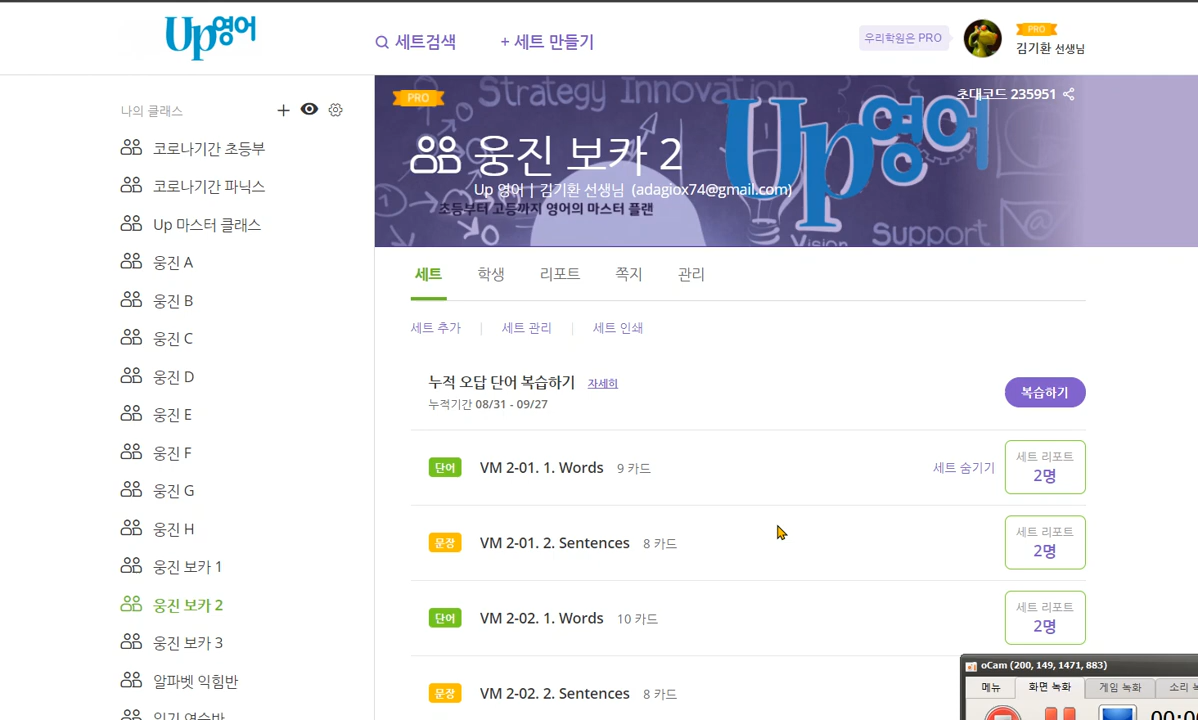 Up영어
세트검색
+ 세트 만들기
우리학원은 PRO
PRO
김기환 선생님
나의 클래스
코로나기간 초등부
코로나기간 파닉스
Up 마스터 클래스
웅진 A
웅진 B
웅진 C
웅진 D
웅진 E
웅진 F
웅진 G
웅진 H
웅진 보카 1
웅진 보카 2
웅진 보카 3
알파벳 익힘반
읽기 연습반
PRO
Strategy Innovation
초대코드 235951
웅진 보카 2
Up영어
Up 영어 | 김기환 선생님 (adagiox74@gmail.com)
초등부터 고등까지 영어의 마스터 플랜
Vision
Support
세트 학생 리포트 쪽지 관리
세트 추가 | 세트 관리 | 세트 인쇄
누적 오답 단어 복습하기 자세히
누적기간 08/31 - 09/27
복습하기
단어 VM 2-01. 1. Words 9 카드 세트 숨기기
세트 리포트
2명
문장 VM 2-01. 2. Sentences 8 카드
세트 리포트
2명
단어 VM 2-02. 1. Words 10 카드
세트 리포트
2명
문장 VM 2-02. 2. Sentences 8 카드
oCam (200, 149, 1471, 883)
메뉴 화면 녹화 게임 녹화 소리